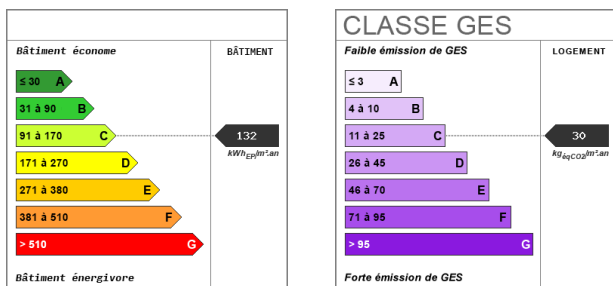 Bâtiment économe
BÂTIMENT
≤ 30 A
31 à 90 B
91 à 170 C
132
kWhEP/m².an
171 à 270 D
271 à 380 E
381 à 510 F
> 510 G
Bâtiment énergivore
CLASSE GES
Faible émission de GES
LOGEMENT
≤ 3 A
4 à 10 B
11 à 25 C
30
kgéqCO2/m².an
26 à 45 D
46 à 70 E
71 à 95 F
> 95 G
Forte émission de GES